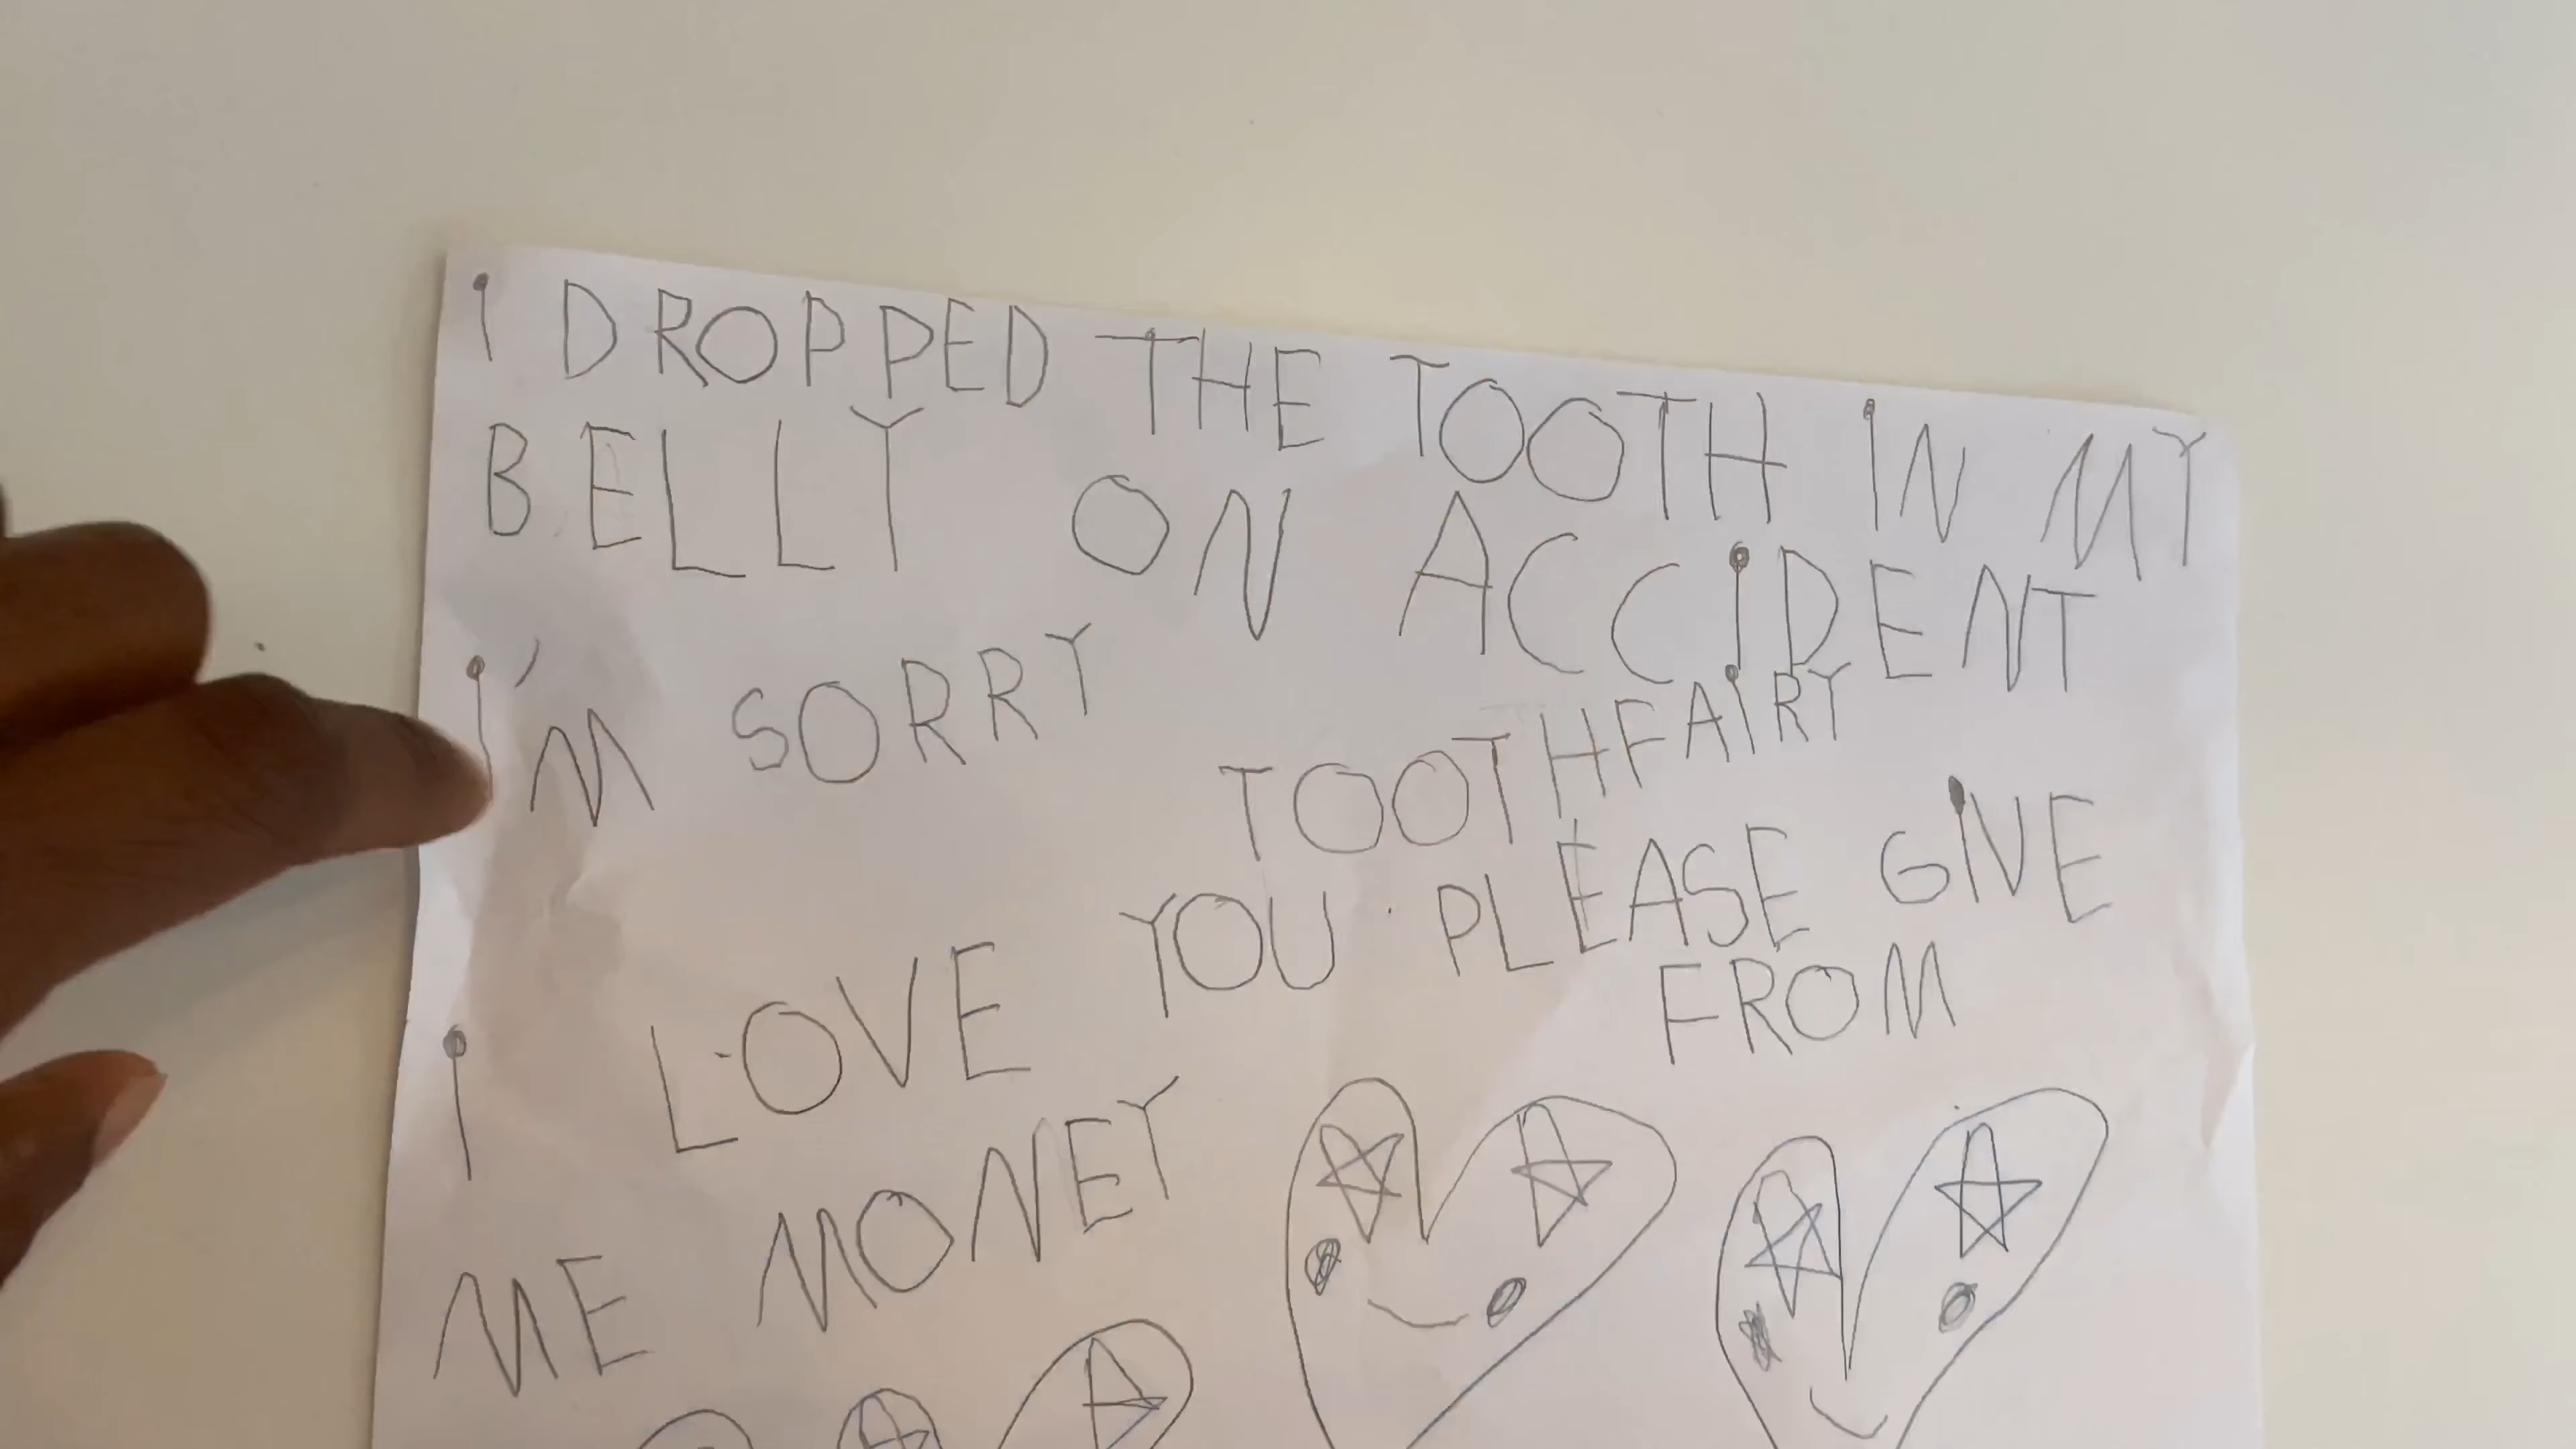 I DROPPED THE TOOTH IN MY
BELLY ON ACCIDENT
I'M SORRY TOOTHFAIRY
I LOVE YOU PLEASE GIVE
ME MONEY FROM